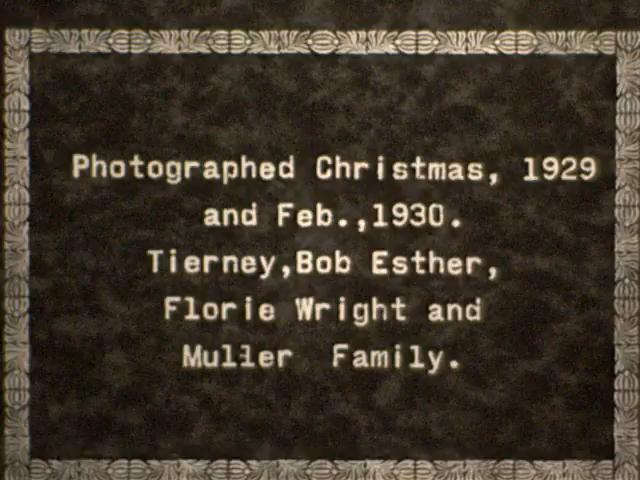 Photographed Christmas, 1929
and Feb.,1930.
Tierney,Bob Esther,
Florie Wright and
Muller Family.